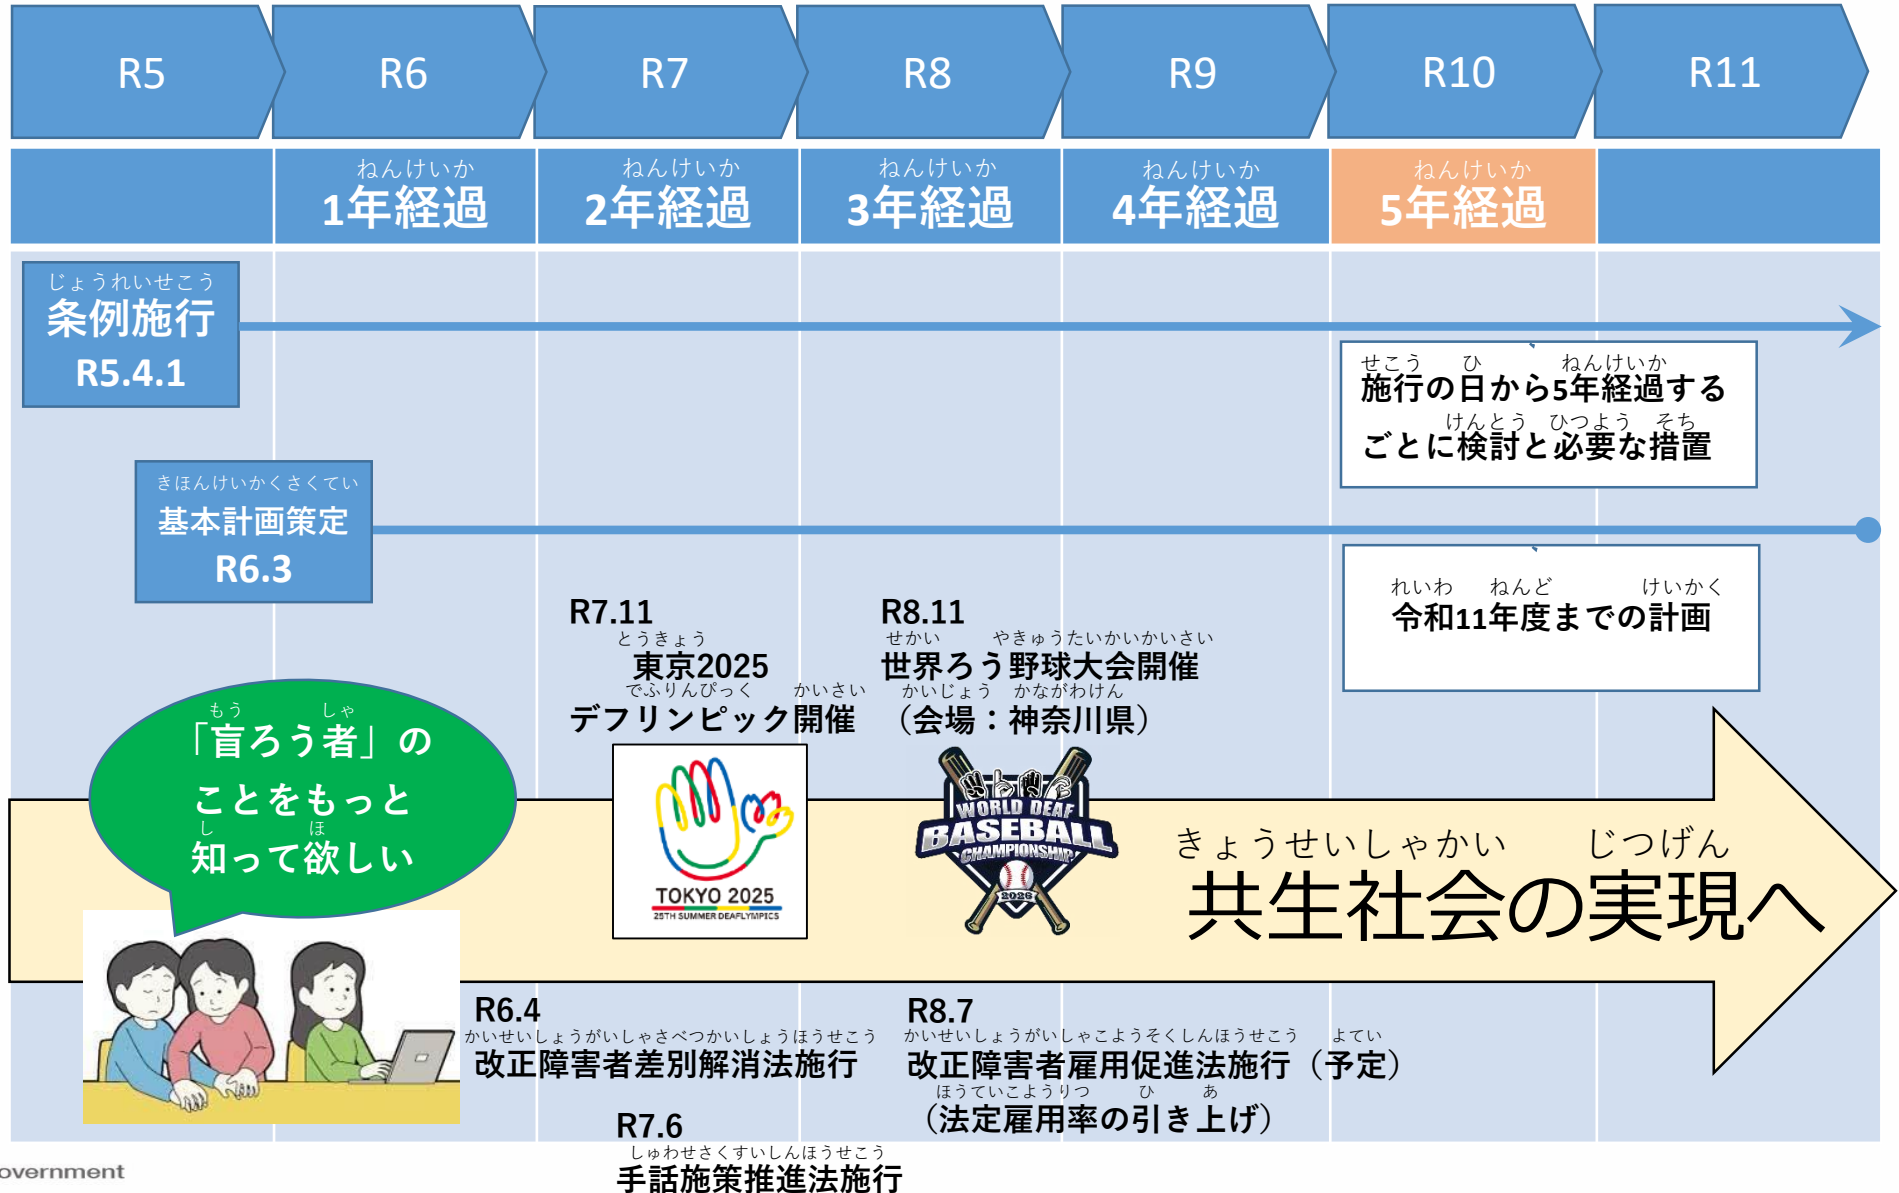 R5 R6 R7 R8 R9 R10 R11
ねんけいか ねんけいか ねんけいか ねんけいか ねんけいか
1年経過 2年経過 3年経過 4年経過 5年経過
じょうれいせこう
条例施行
R5.4.1
せこう ひ ねんけいか
施行の日から5年経過する
けんとう ひつよう そち
ごとに検討と必要な措置
きほんけいかくさくてい
基本計画策定
R6.3
れいわ ねんど けいかく
令和11年度までの計画
R7.11
とうきょう
東京2025
でふりんぴっく かいさい
デフリンピック開催
R8.11
せかい やきゅうたいかいかいさい
世界ろう野球大会開催
かいじょう かながわけん
（会場：神奈川県）
もう しゃ
「盲ろう者」の
ことをもっと
し ほ
知って欲しい
TOKYO 2025
25TH SUMMER DEAFLYMPICS
WORLD DEAF
BASEBALL
CHAMPIONSHIP
2026
きょうせいしゃかい じつげん
共生社会の実現へ
R6.4
かいせいしょうがいしゃさべつかいしょうほうせこう
改正障害者差別解消法施行
R7.6
しゅわせさくすいしんほうせこう
手話施策推進法施行
R8.7
かいせいしょうがいしゃこようそくしんほうせこう よてい
改正障害者雇用促進法施行（予定）
ほうていこようりつ ひ あ
（法定雇用率の引き上げ）
overnment